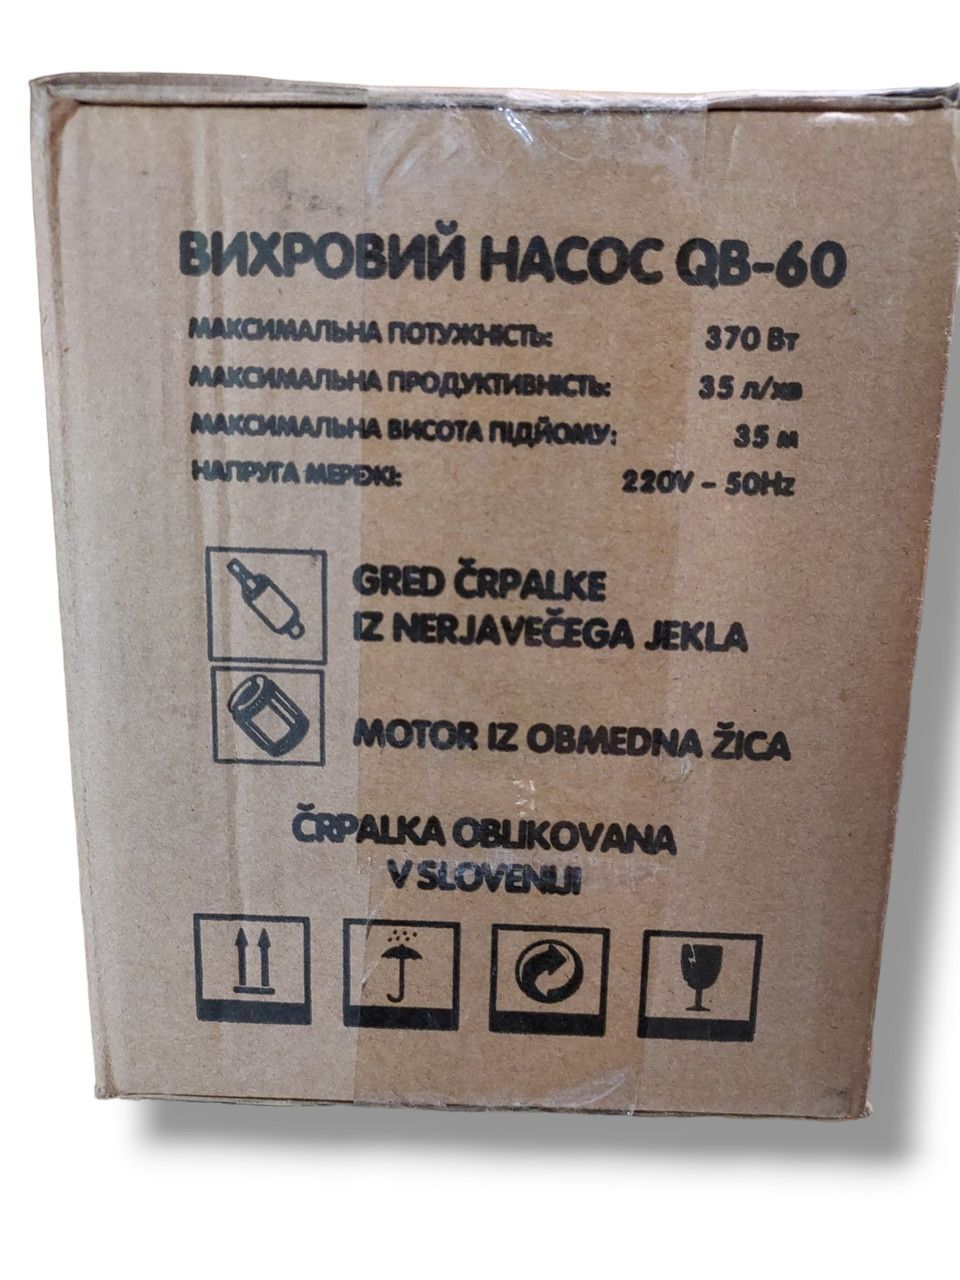 ВИХРОВИЙ НАСОС QB-60
МАКСИМАЛЬНА ПОТУЖНІСТЬ: 370 Вт
МАКСИМАЛЬНА ПРОДУКТИВНІСТЬ: 35 л/хв
МАКСИМАЛЬНА ВИСОТА ПІДЙОМУ: 35 м
НАПРУГА МЕРЕЖІ: 220V - 50Hz
GRED ČRPALKE
IZ NERJAVEČEGA JEKLA
MOTOR IZ OBMEDNA ŽICA
ČRPALKA OBLIKOVANA
V SLOVENIJI